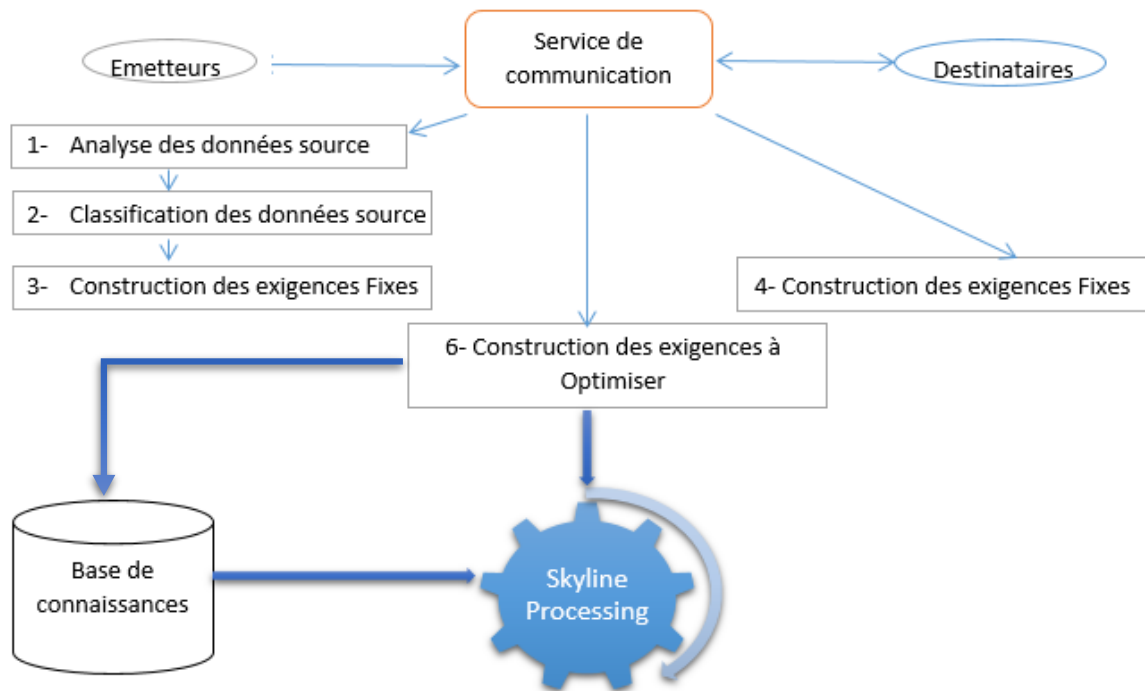 Emetteurs
Service de
communication
Destinataires
1- Analyse des données source
2- Classification des données source
3- Construction des exigences Fixes
4- Construction des exigences Fixes
6- Construction des exigences à
Optimiser
Base de
connaissances
Skyline
Processing